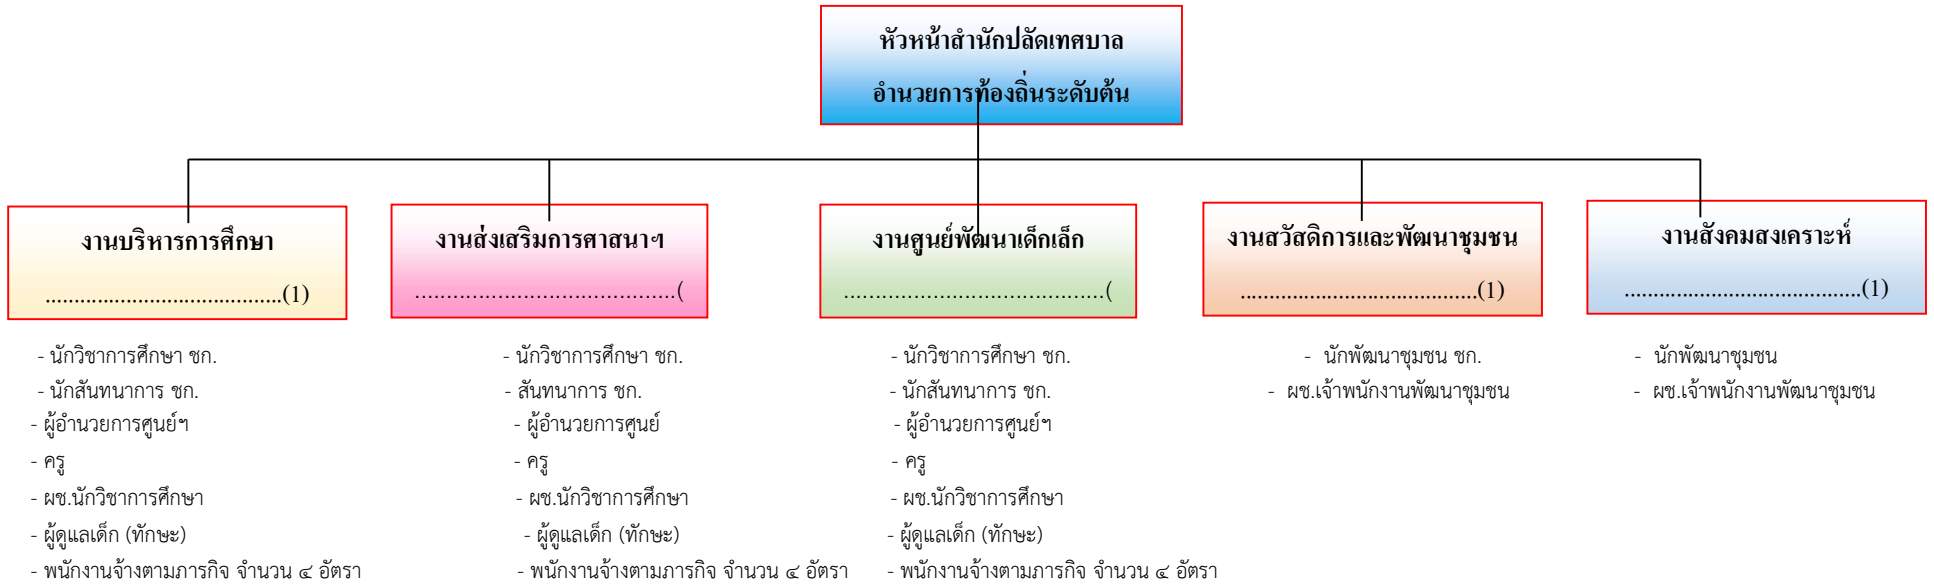 หัวหน้าสำนักปลัดเทศบาล
อำนวยการท้องถิ่นระดับต้น
งานบริหารการศึกษา
.........................................(1)
- นักวิชาการศึกษา ชก.
- นักสันทนาการ ชก.
- ผู้อำนวยการศูนย์ฯ
- ครู
- ผช.นักวิชาการศึกษา
- ผู้ดูแลเด็ก (ทักษะ)
- พนักงานจ้างตามภารกิจ จำนวน ๔ อัตรา
งานส่งเสริมการศาสนาฯ
.........................................(
- นักวิชาการศึกษา ชก.
- สันทนาการ ชก.
- ผู้อำนวยการศูนย์
- ครู
- ผช.นักวิชาการศึกษา
- ผู้ดูแลเด็ก (ทักษะ)
- พนักงานจ้างตามภารกิจ จำนวน ๔ อัตรา
งานศูนย์พัฒนาเด็กเล็ก
.........................................(
- นักวิชาการศึกษา ชก.
- นักสันทนาการ ชก.
- ผู้อำนวยการศูนย์ฯ
- ครู
- ผช.นักวิชาการศึกษา
- ผู้ดูแลเด็ก (ทักษะ)
- พนักงานจ้างตามภารกิจ จำนวน ๔ อัตรา
งานสวัสดิการและพัฒนาชุมชน
.........................................(1)
- นักพัฒนาชุมชน ชก.
- ผช.เจ้าพนักงานพัฒนาชุมชน
งานสังคมสงเคราะห์
.........................................(1)
- นักพัฒนาชุมชน
- ผช.เจ้าพนักงานพัฒนาชุมชน